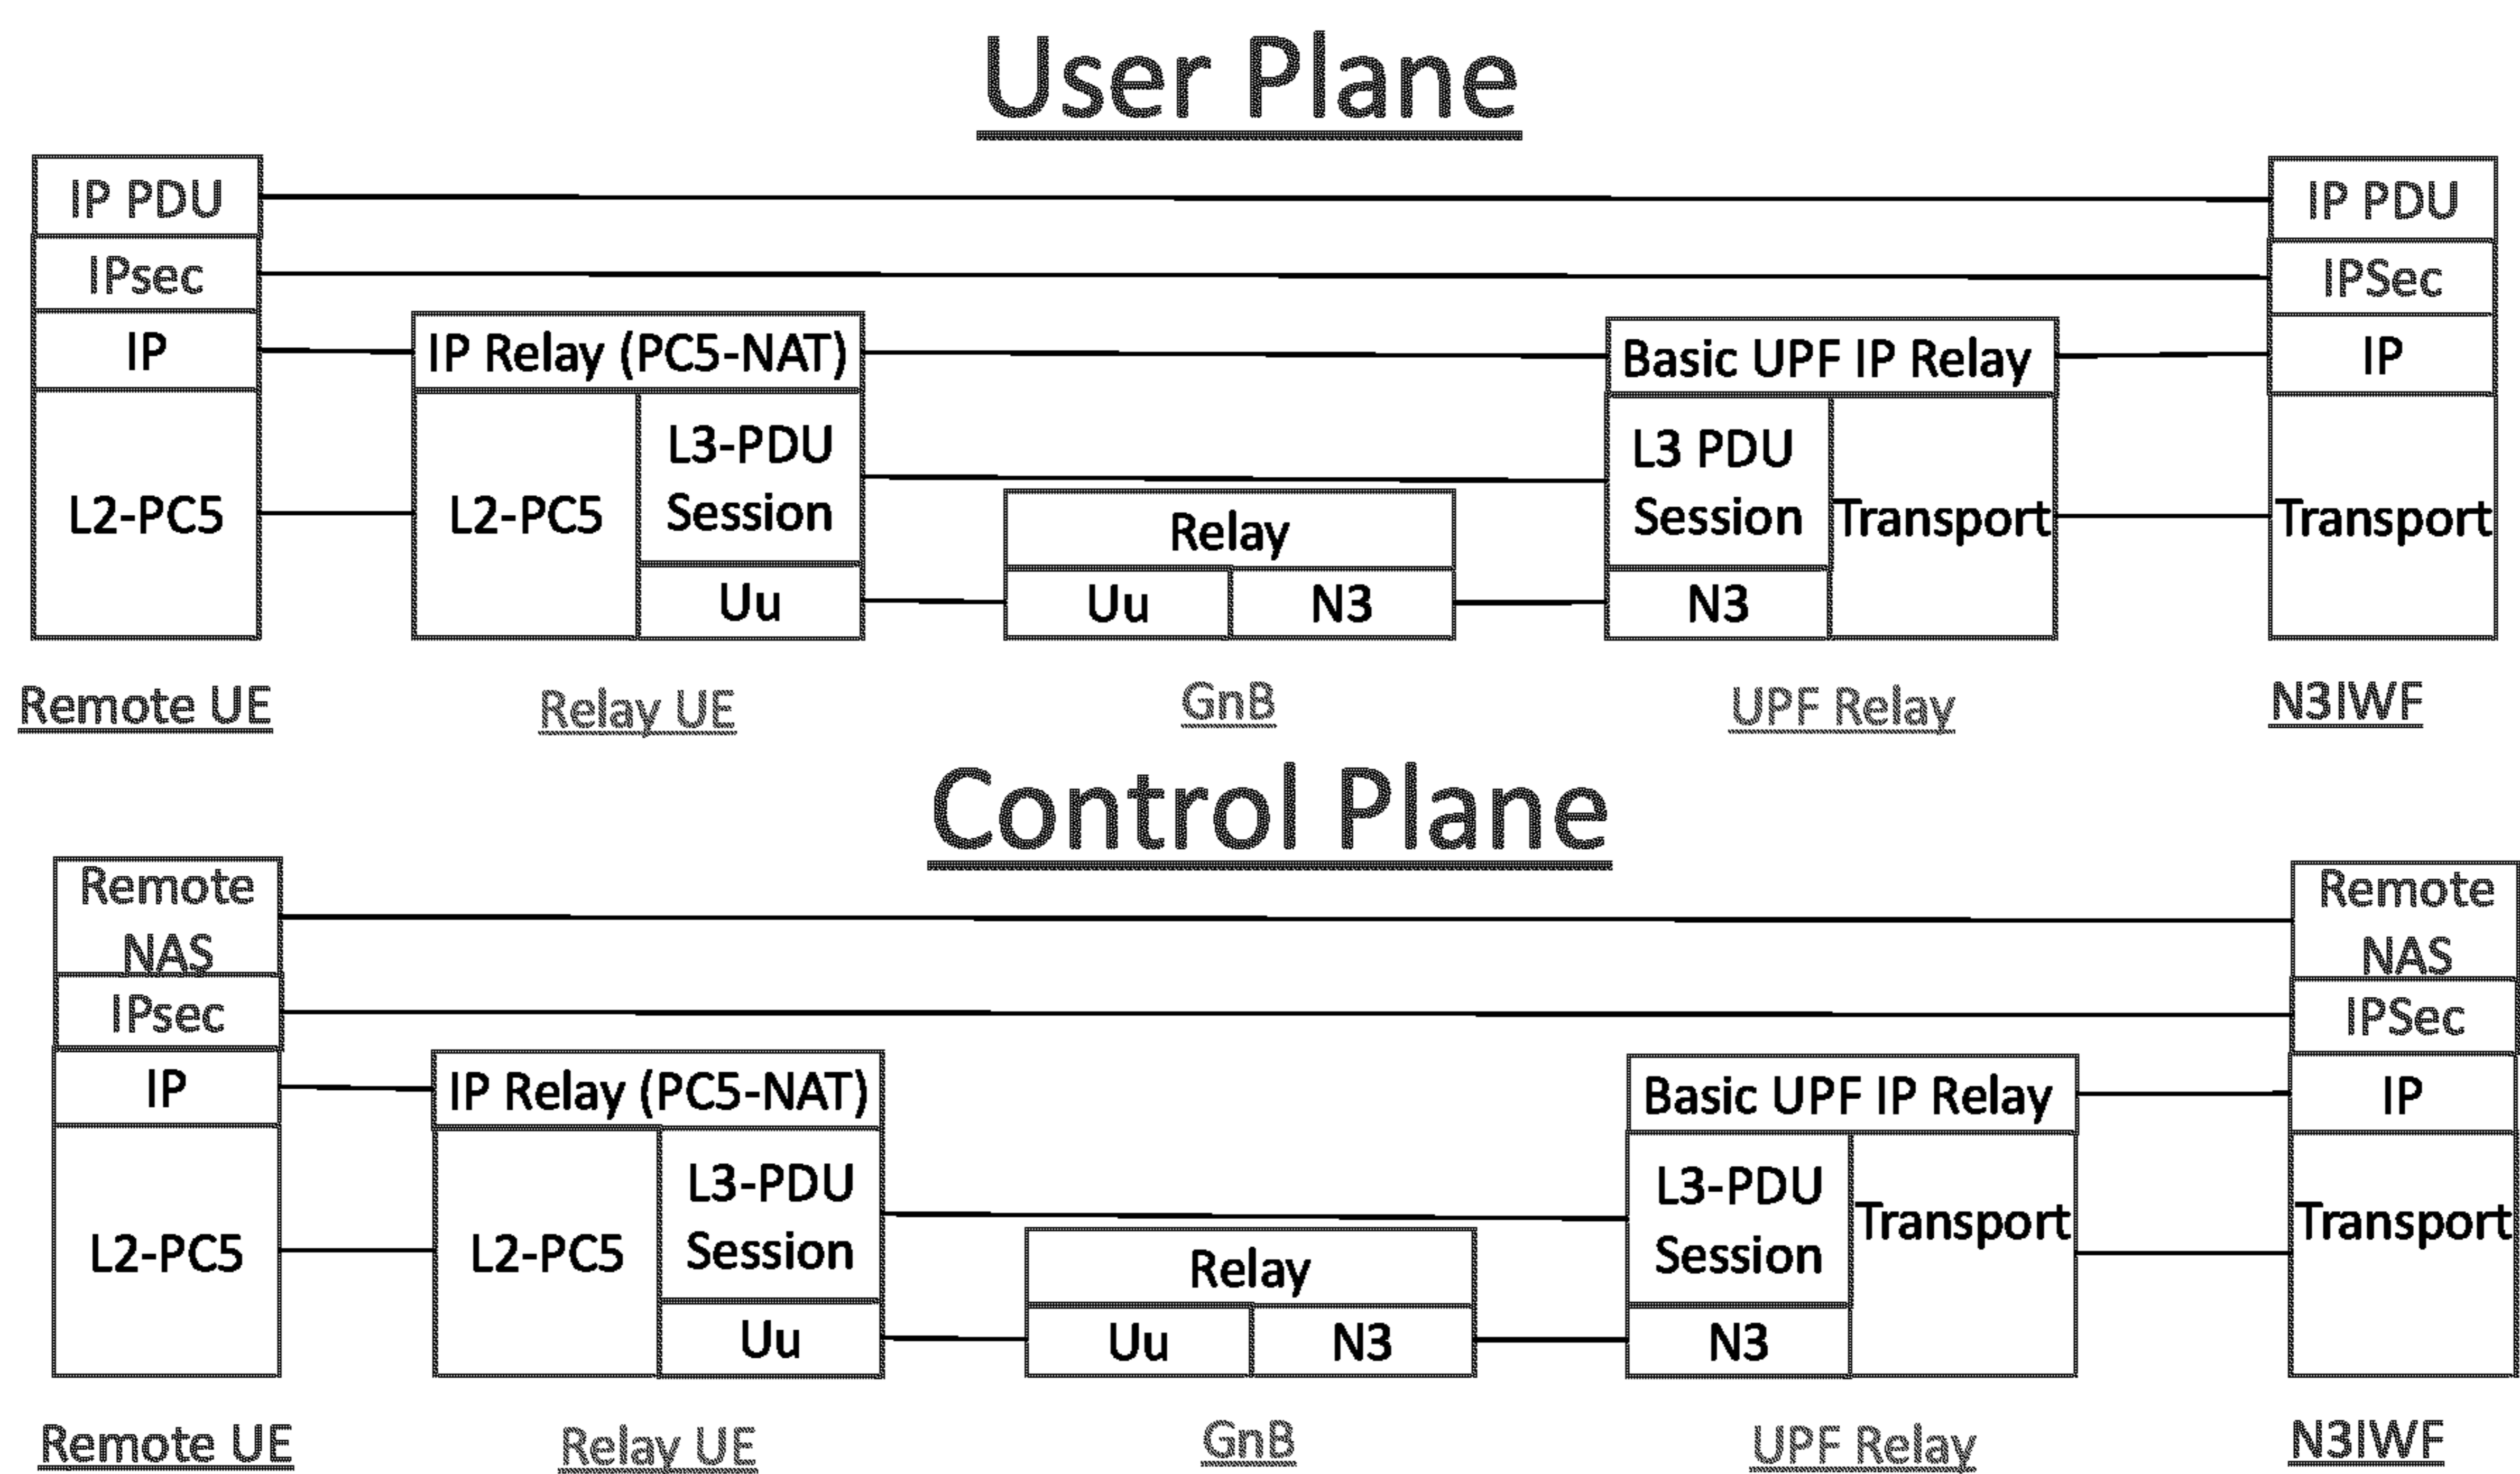 User Plane
IP PDU
IP PDU
IPsec
IPSec
IP
IP Relay (PC5-NAT)
Basic UPF IP Relay
IP
L2-PC5
L2-PC5
L3-PDU
Session
Uu
Relay
Uu
N3
L3 PDU
Session
N3
Transport
Transport
Remote UE
Relay UE
GnB
UPF Relay
N3IWF
Control Plane
Remote
NAS
Remote
NAS
IPsec
IPSec
IP
IP Relay (PC5-NAT)
Basic UPF IP Relay
IP
L2-PC5
L2-PC5
L3-PDU
Session
Uu
Relay
Uu
N3
L3-PDU
Session
N3
Transport
Transport
Remote UE
Relay UE
GnB
UPF Relay
N3IWF